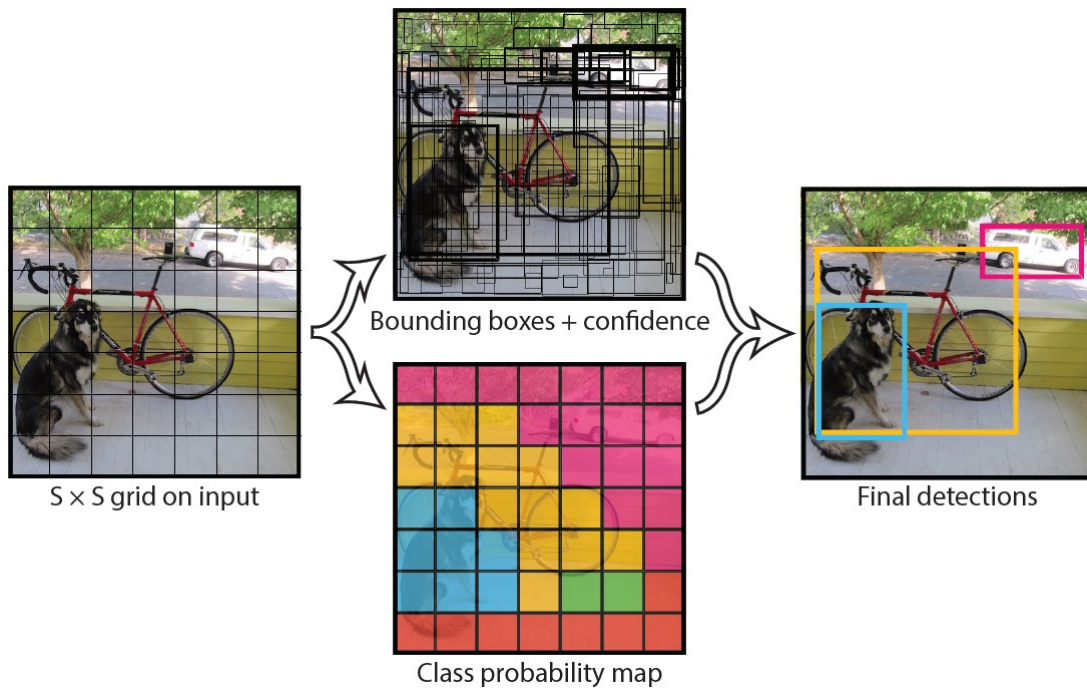 Bounding boxes + confidence
S × S grid on input
Final detections
Class probability map